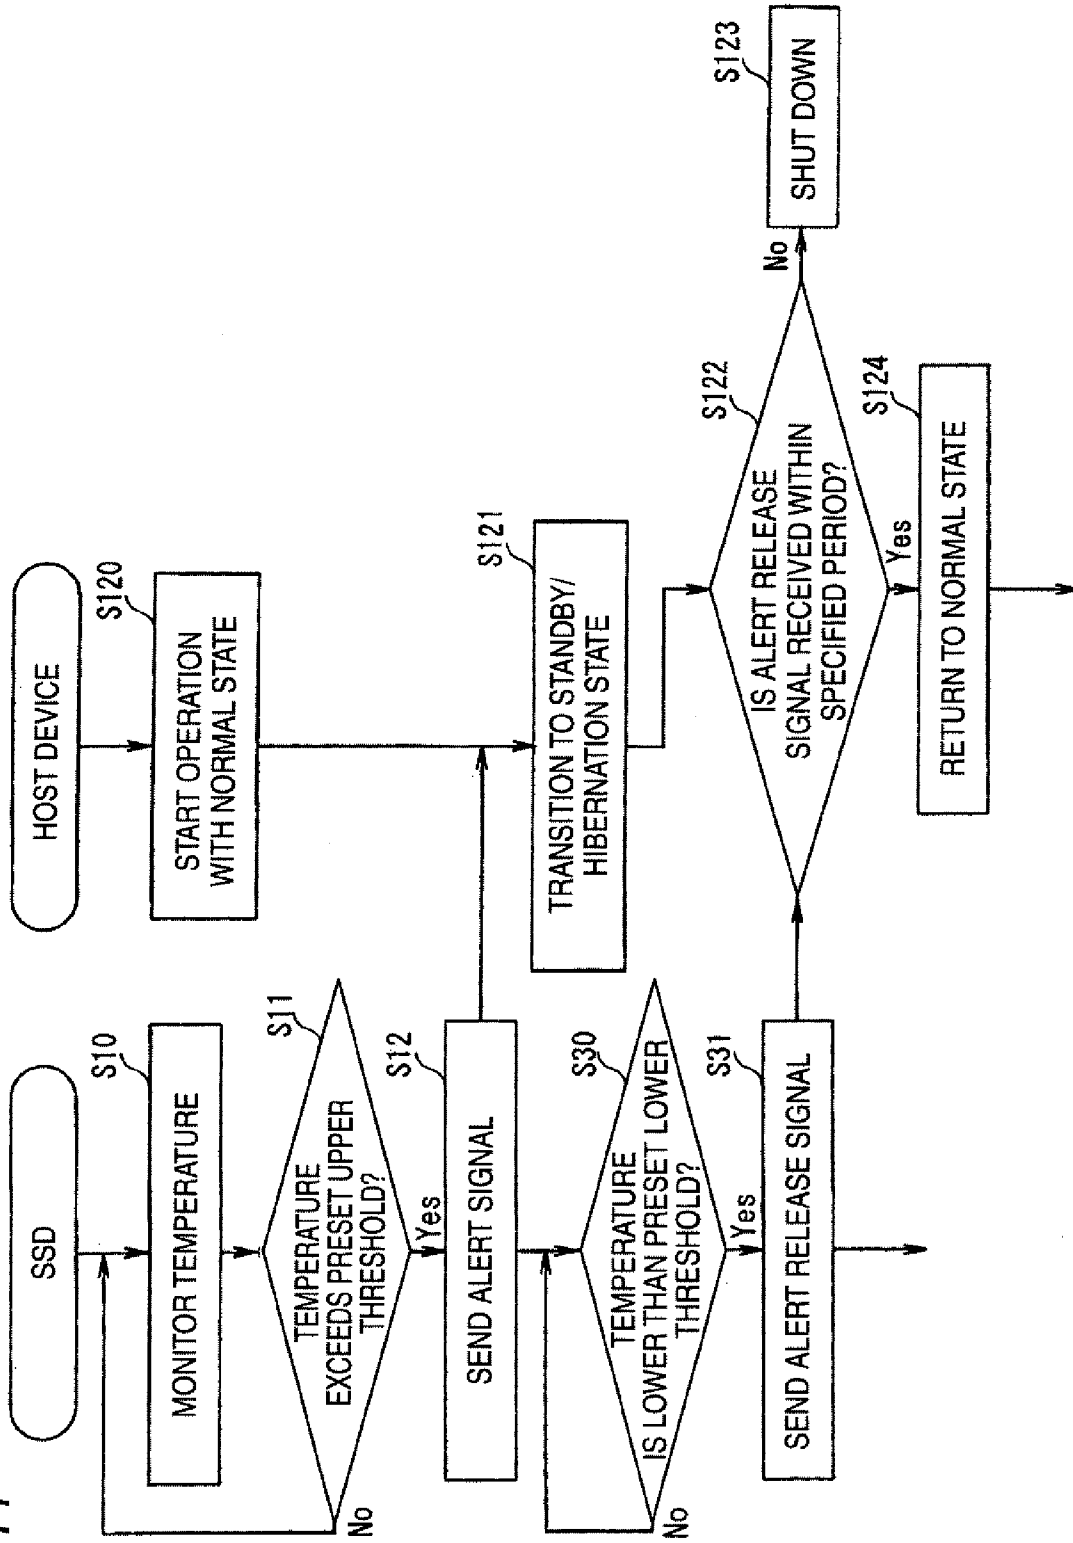 SSD
S10
MONITOR TEMPERATURE
S11
TEMPERATURE
EXCEEDS PRESET UPPER
THRESHOLD?
No
Yes
S12
SEND ALERT SIGNAL
S30
TEMPERATURE
IS LOWER THAN PRESET LOWER
THRESHOLD?
No
Yes
S31
SEND ALERT RELEASE SIGNAL
HOST DEVICE
S120
START OPERATION
WITH NORMAL STATE
S121
TRANSITION TO STANDBY/
HIBERNATION STATE
S122
IS ALERT RELEASE
SIGNAL RECEIVED WITHIN
SPECIFIED PERIOD?
No
Yes
S123
SHUT DOWN
S124
RETURN TO NORMAL STATE